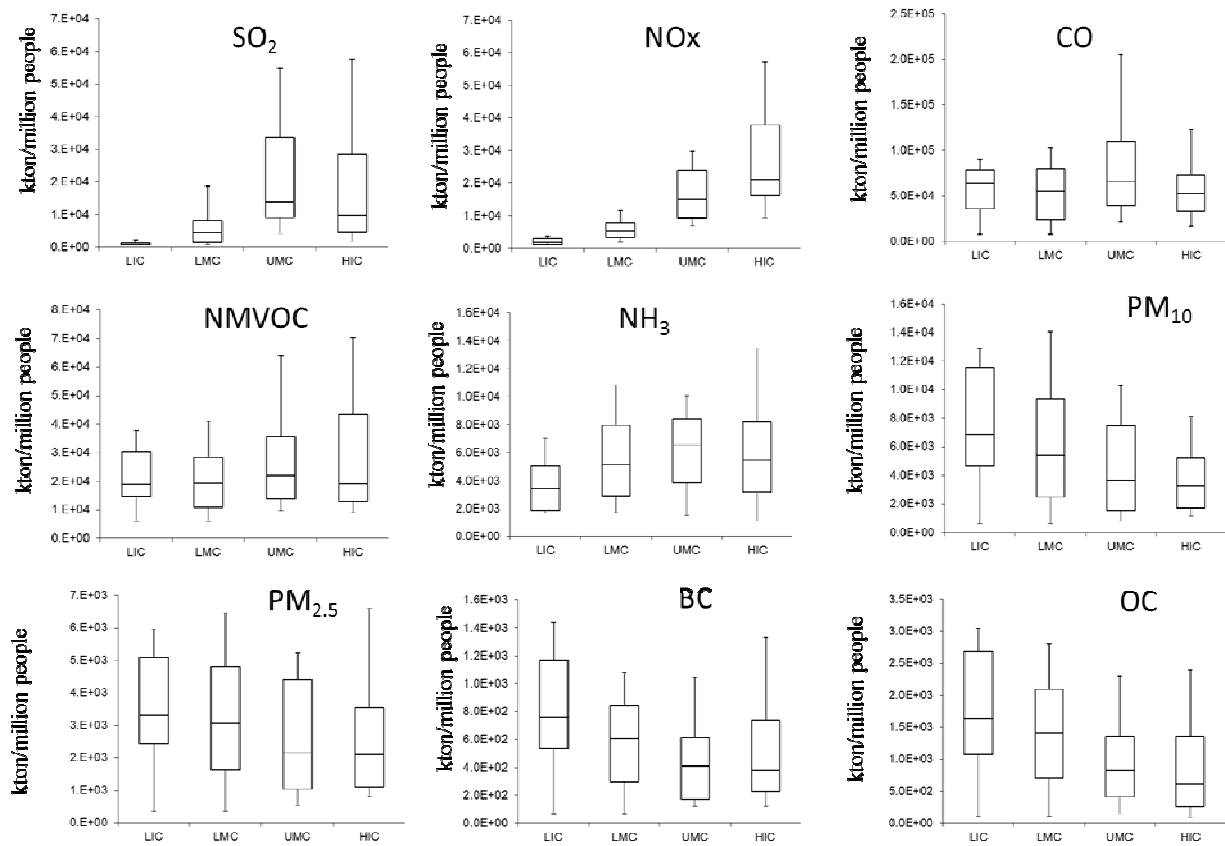 SO2
kton/million people
7.E+04
6.E+04
5.E+04
4.E+04
3.E+04
2.E+04
1.E+04
0.E+00
LIC LMC UMC HIC
NOx
kton/million people
7.E+04
6.E+04
5.E+04
4.E+04
3.E+04
2.E+04
1.E+04
0.E+00
LIC LMC UMC HIC
CO
kton/million people
2.5E+05
2.0E+05
1.5E+05
1.0E+05
5.0E+04
0.0E+00
LIC LMC UMC HIC
NMVOC
kton/million people
8.E+04
7.E+04
6.E+04
5.E+04
4.E+04
3.E+04
2.E+04
1.E+04
0.E+00
LIC LMC UMC HIC
NH3
kton/million people
1.6E+04
1.4E+04
1.2E+04
1.0E+04
8.0E+03
6.0E+03
4.0E+03
2.0E+03
0.0E+00
LIC LMC UMC HIC
PM10
kton/million people
1.6E+04
1.4E+04
1.2E+04
1.0E+04
8.0E+03
6.0E+03
4.0E+03
2.0E+03
0.0E+00
LIC LMC UMC HIC
PM2.5
kton/million people
7.E+03
6.E+03
5.E+03
4.E+03
3.E+03
2.E+03
1.E+03
0.E+00
LIC LMC UMC HIC
BC
kton/million people
1.6E+03
1.4E+03
1.2E+03
1.0E+03
8.0E+02
6.0E+02
4.0E+02
2.0E+02
0.0E+00
LIC LMC UMC HIC
OC
kton/million people
3.5E+03
3.0E+03
2.5E+03
2.0E+03
1.5E+03
1.0E+03
5.0E+02
0.0E+00
LIC LMC UMC HIC